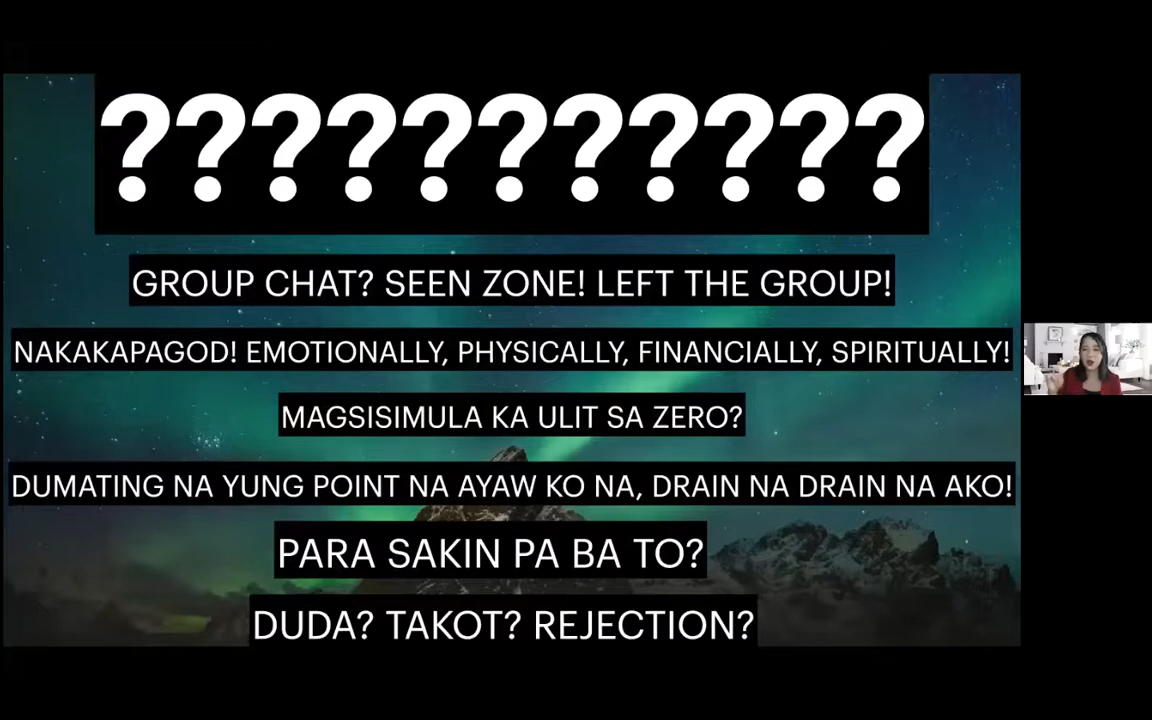 ???????????
GROUP CHAT? SEEN ZONE! LEFT THE GROUP!
NAKAKAPAGOD! EMOTIONALLY, PHYSICALLY, FINANCIALLY, SPIRITUALLY!
MAGSISIMULA KA ULIT SA ZERO?
DUMATING NA YUNG POINT NA AYAW KO NA, DRAIN NA DRAIN NA AKO!
PARA SAKIN PA BA TO?
DUDA? TAKOT? REJECTION?